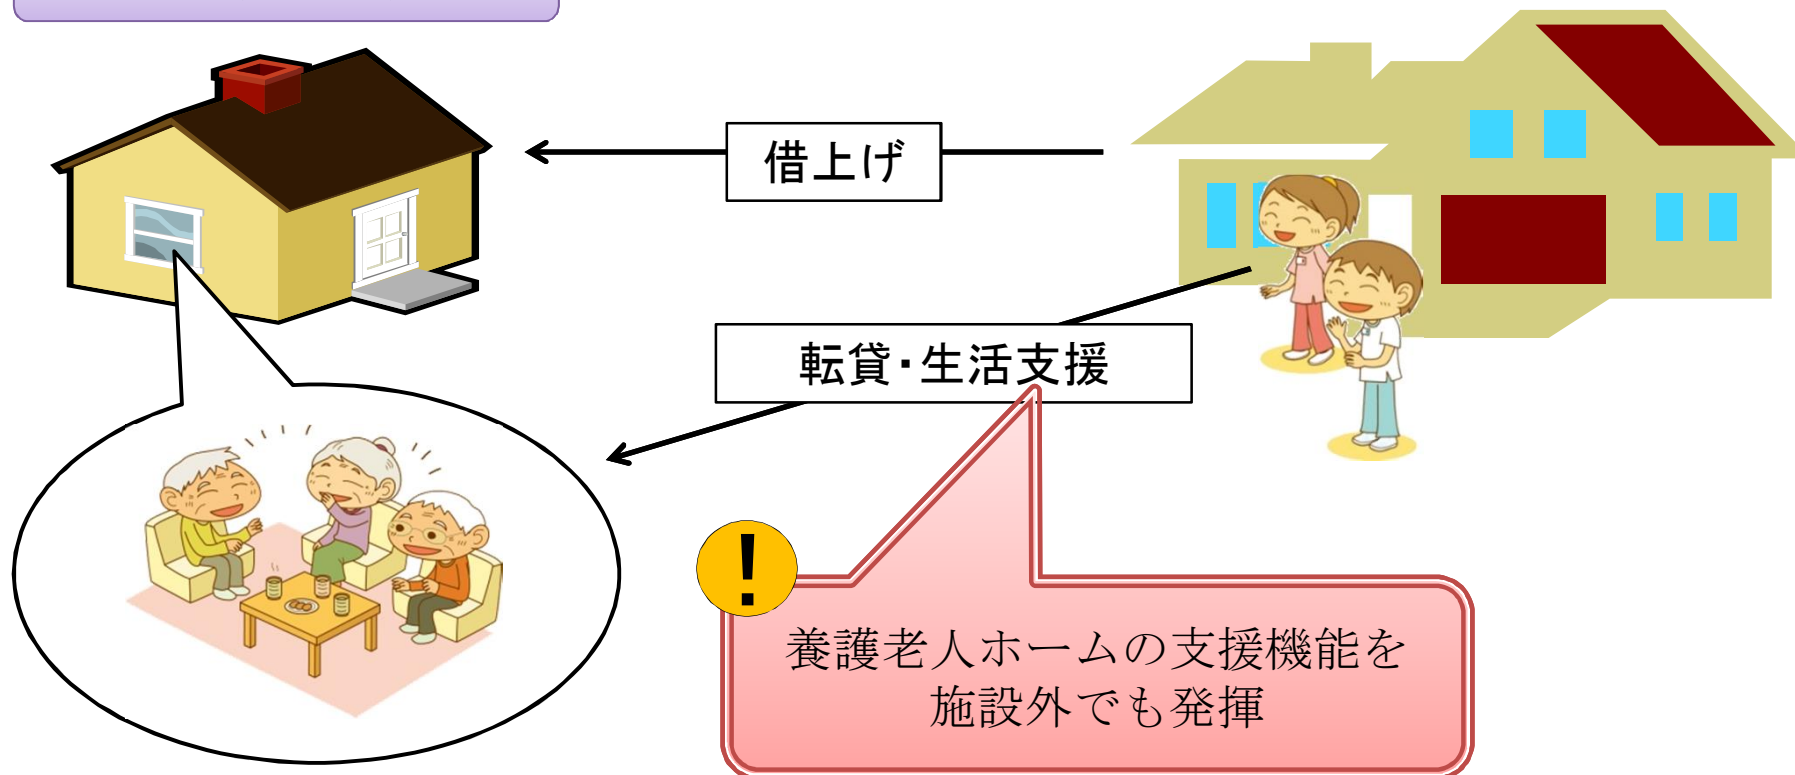 借上げ
転貸・生活支援
!
養護老人ホームの支援機能を
施設外でも発揮